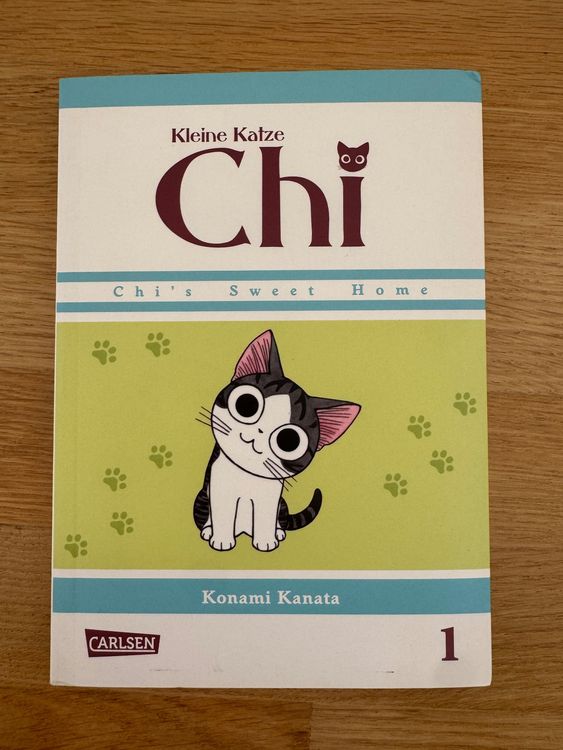 Kleine Katze
Chi
Chi's Sweet Home
Konami Kanata
CARLSEN
1